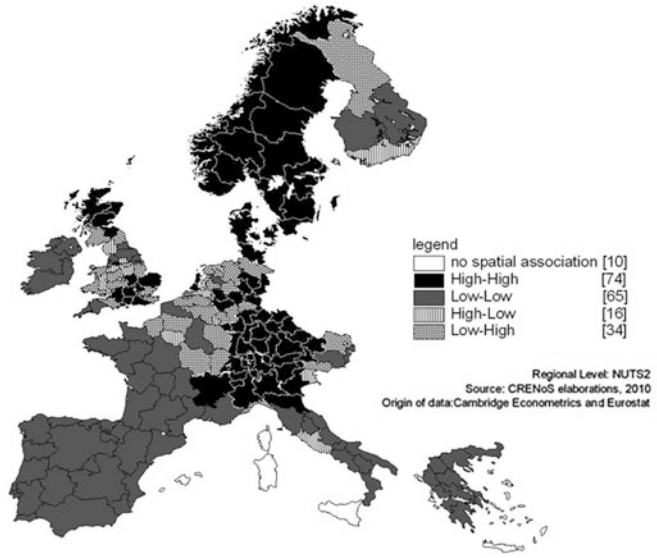 legend
no spatial association [10]
High-High [74]
Low-Low [65]
High-Low [16]
Low-High [34]
Regional Level: NUTS2
Source: CRENoS elaborations, 2010
Origin of data:Cambridge Econometrics and Eurostat